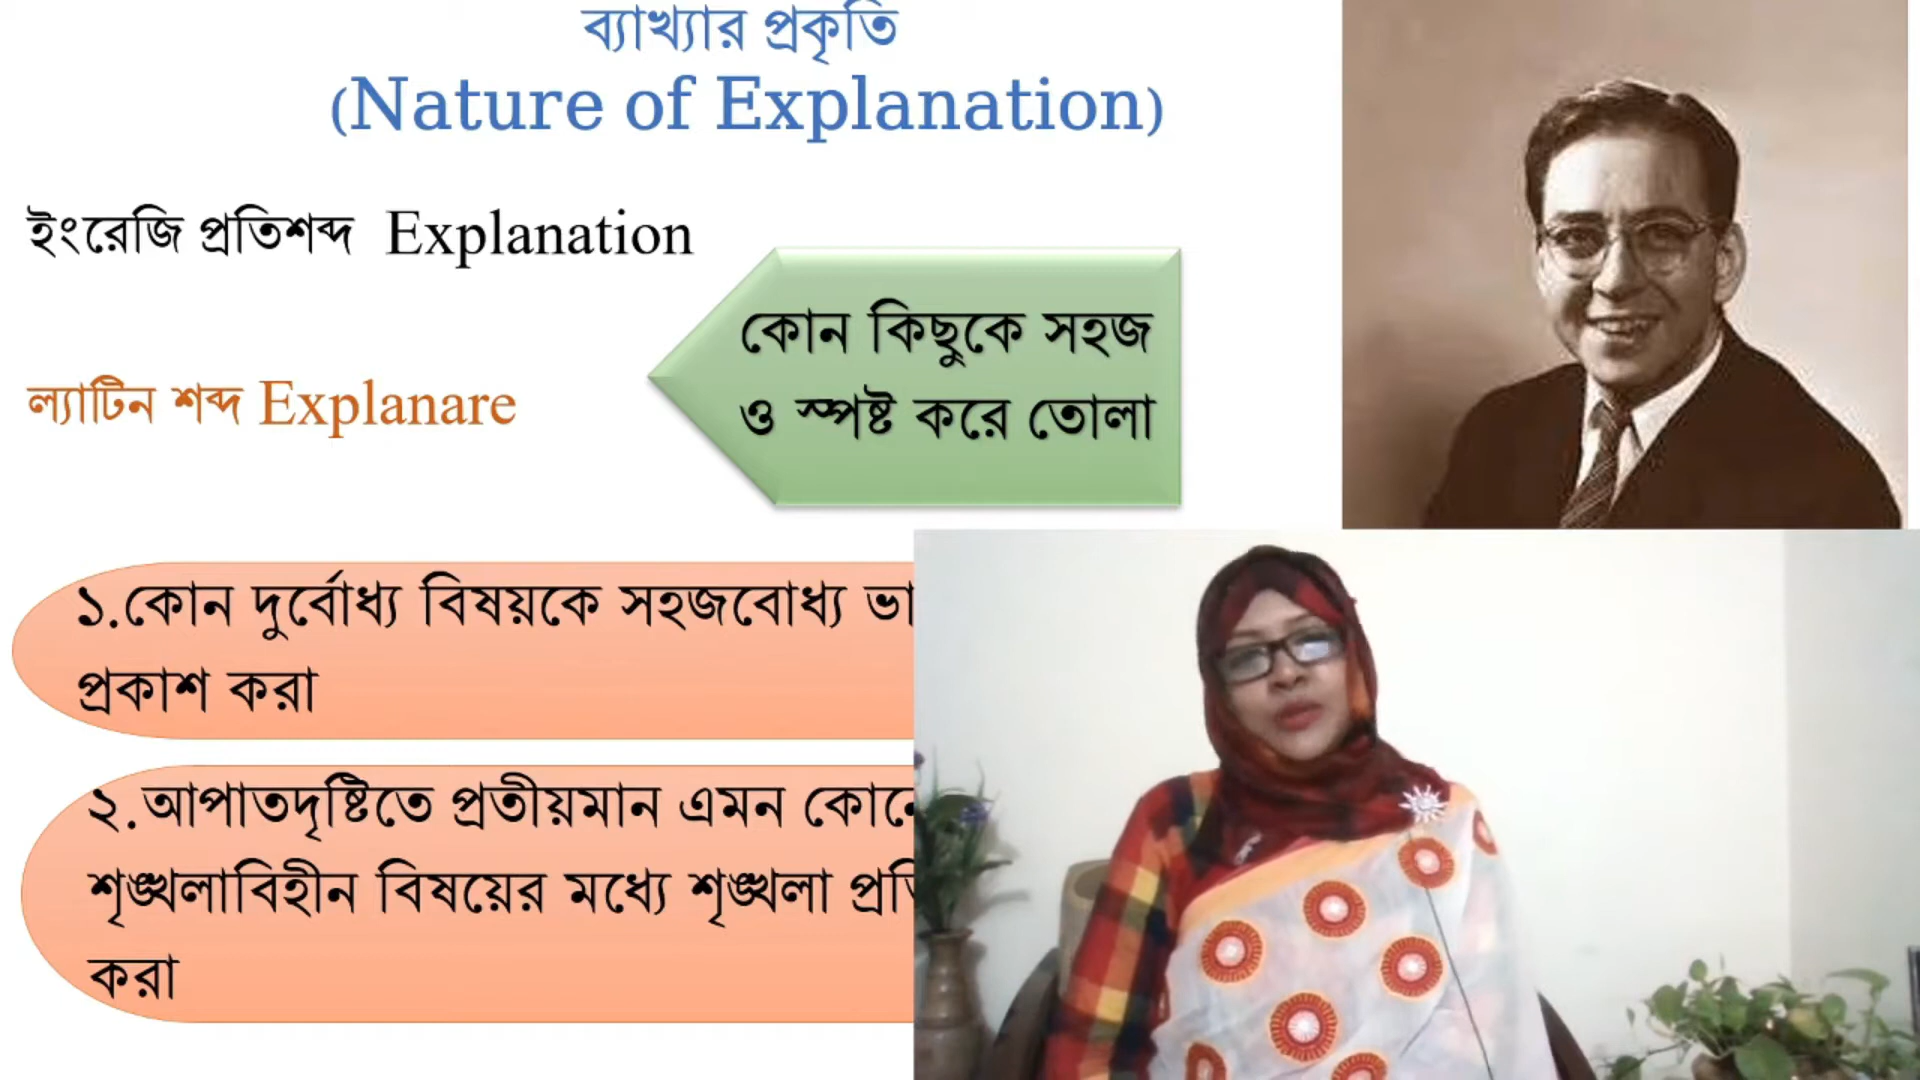 ব্যাখ্যার প্রকৃতি
(Nature of Explanation)
ইংরেজি প্রতিশব্দ Explanation
কোন কিছুকে সহজ
ও স্পষ্ট করে তোলা
ল্যাটিন শব্দ Explanare
১.কোন দুর্বোধ্য বিষয়কে সহজবোধ্য
প্রকাশ করা
২.আপাতদৃষ্টিতে প্রতীয়মান এমন
শৃঙ্খলাবিহীন বিষয়ের মধ্যে শৃঙ্খলা
করা